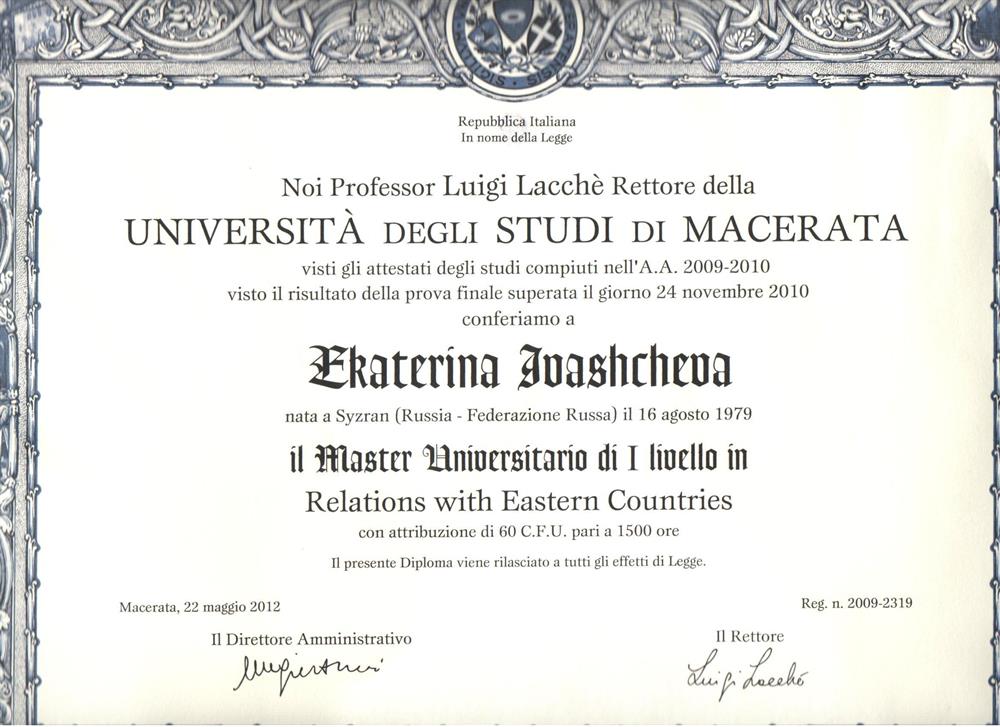 Repubblica Italiana
In nome della Legge
Noi Professor Luigi Lacchè Rettore della
UNIVERSITÀ DEGLI STUDI DI MACERATA
visti gli attestati degli studi compiuti nell'A.A. 2009-2010
visto il risultato della prova finale superata il giorno 24 novembre 2010
conferiamo a
Ekaterina Ivashcheva
nata a Syzran (Russia - Federazione Russa) il 16 agosto 1979
il Master Universitario di I livello in
Relations with Eastern Countries
con attribuzione di 60 C.F.U. pari a 1500 ore
Il presente Diploma viene rilasciato a tutti gli effetti di Legge.
Macerata, 22 maggio 2012
Reg. n. 2009-2319
Il Direttore Amministrativo
Il Rettore
Luigi Lacchè